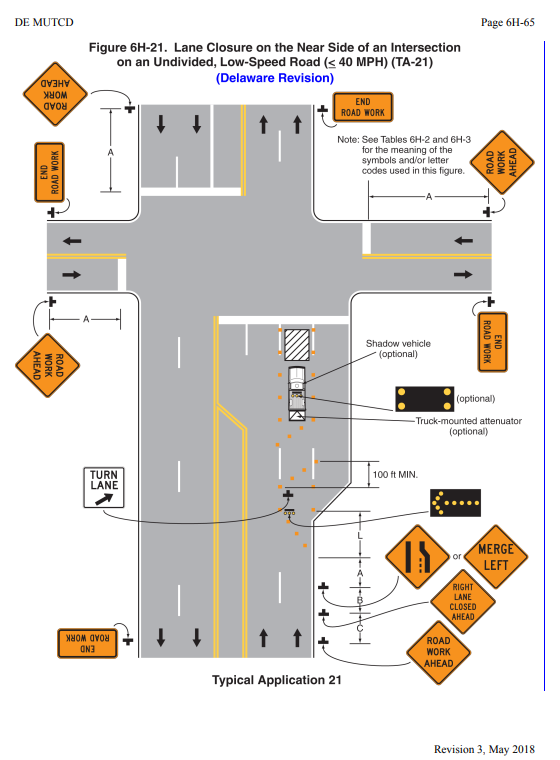 DE MUTCD
Page 6H-65
Figure 6H-21. Lane Closure on the Near Side of an Intersection
on an Undivided, Low-Speed Road (≤ 40 MPH) (TA-21)
(Delaware Revision)
ROAD
WORK
AHEAD
END
ROAD WORK
Note: See Tables 6H-2 and 6H-3
for the meaning of the
symbols and/or letter
codes used in this figure.
A
END
ROAD WORK
ROAD
WORK
AHEAD
A
A
ROAD
WORK
AHEAD
END
ROAD WORK
Shadow vehicle
(optional)
(optional)
Truck-mounted attenuator
(optional)
100 ft MIN.
TURN
LANE
L
or
MERGE
LEFT
A
B
RIGHT
LANE
CLOSED
AHEAD
C
END
ROAD WORK
ROAD
WORK
AHEAD
Typical Application 21
Revision 3, May 2018